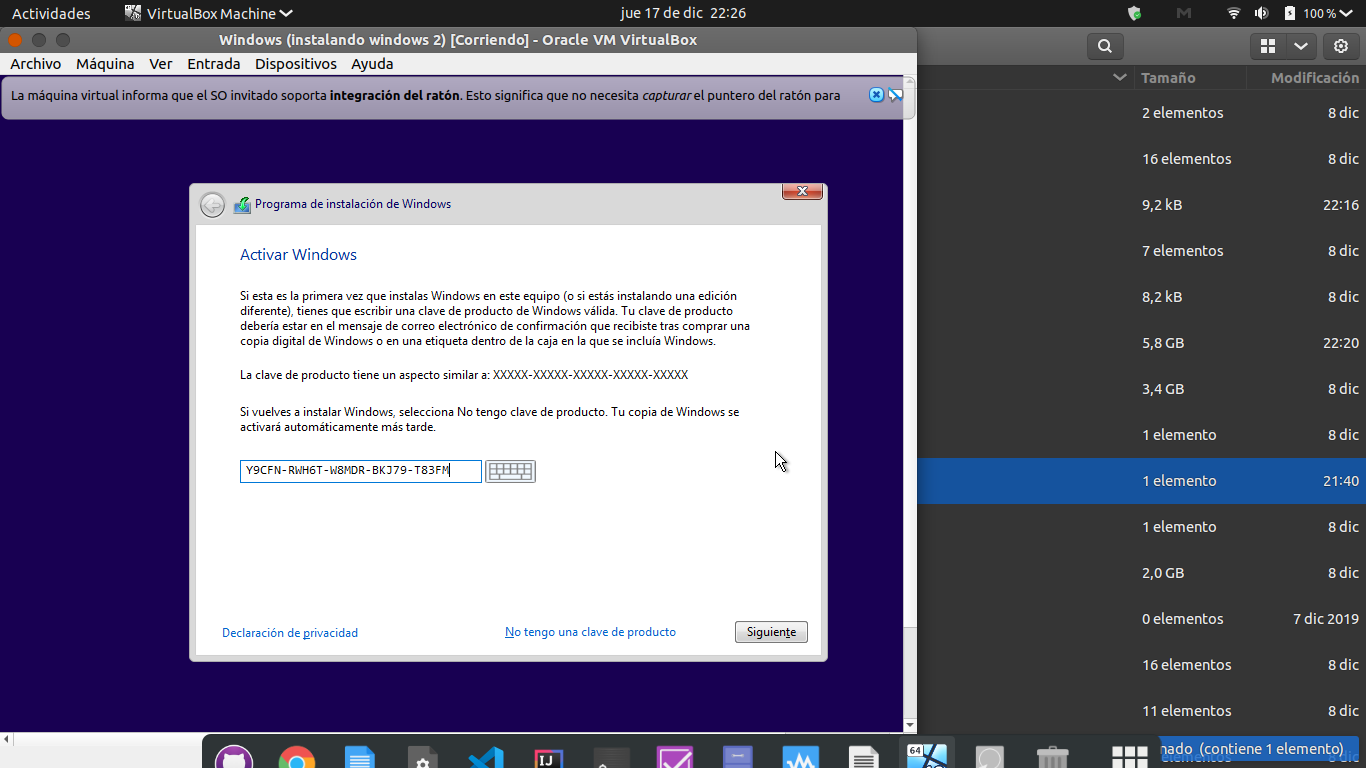 Actividades VirtualBox Machine jue 17 de dic 22:26 100 %
Windows (instalando windows 2) [Corriendo] - Oracle VM VirtualBox
Archivo Máquina Ver Entrada Dispositivos Ayuda
La máquina virtual informa que el SO invitado soporta integración del ratón. Esto significa que no necesita capturar el puntero del ratón para
Programa de instalación de Windows
Activar Windows
Si esta es la primera vez que instalas Windows en este equipo (o si estás instalando una edición
diferente), tienes que escribir una clave de producto de Windows válida. Tu clave de producto
debería estar en el mensaje de correo electrónico de confirmación que recibiste tras comprar una
copia digital de Windows o en una etiqueta dentro de la caja en la que se incluía Windows.
La clave de producto tiene un aspecto similar a: XXXXX-XXXXX-XXXXX-XXXXX-XXXXX
Si vuelves a instalar Windows, selecciona No tengo clave de producto. Tu copia de Windows se
activará automáticamente más tarde.
Y9CFN-RWH6T-W8MDR-BKJ79-T83FM
Declaración de privacidad No tengo una clave de producto Siguiente
Tamaño Modificación
2 elementos 8 dic
16 elementos 8 dic
9,2 kB 22:16
7 elementos 8 dic
8,2 kB 8 dic
5,8 GB 22:20
3,4 GB 8 dic
1 elemento 8 dic
1 elemento 21:40
1 elemento 8 dic
2,0 GB 8 dic
0 elementos 7 dic 2019
16 elementos 8 dic
11 elementos 8 dic
nado (contiene 1 elemento)
IJ
64